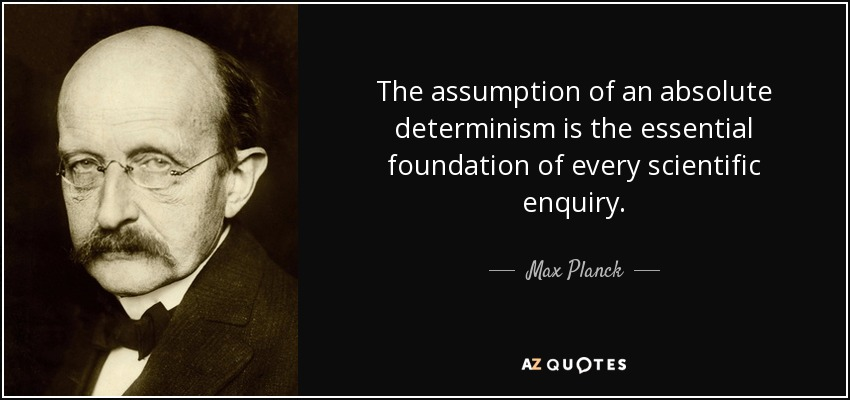 The assumption of an absolute
determinism is the essential
foundation of every scientific
enquiry.
Max Planck
AZ QUOTES